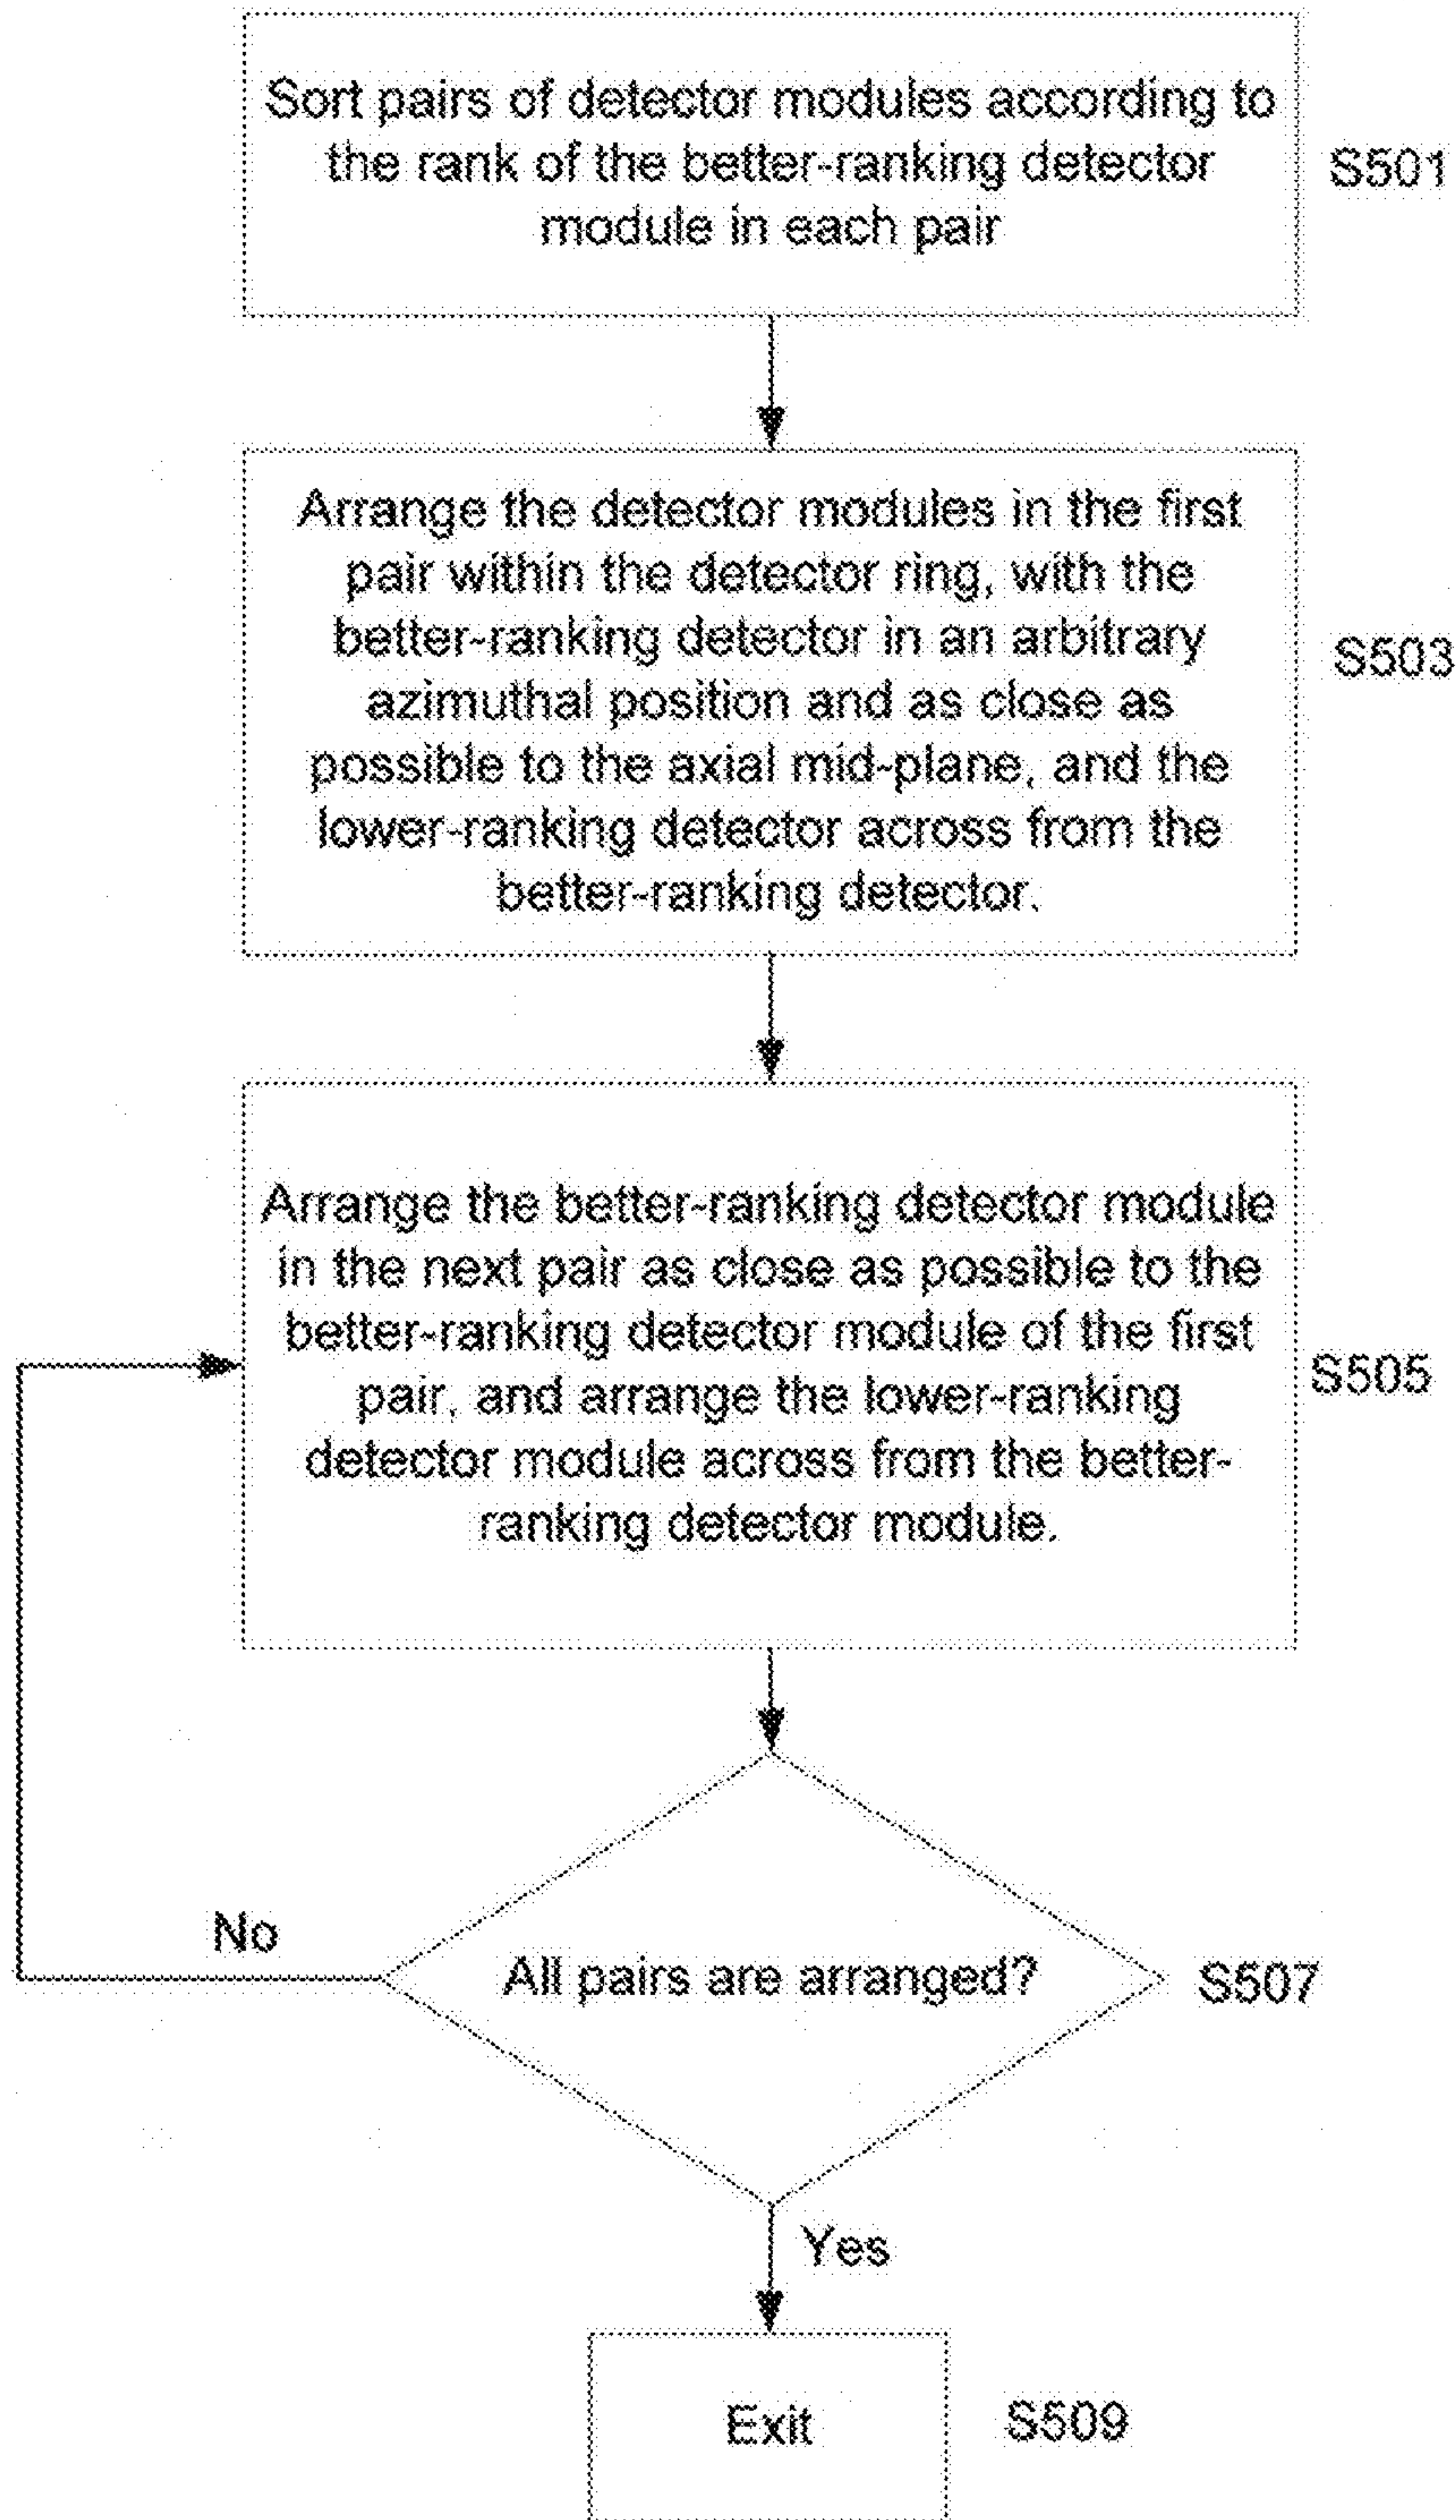 Sort pairs of detector modules according to
the rank of the better-ranking detector
module in each pair
S501
Arrange the detector modules in the first
pair within the detector ring, with the
better-ranking detector in an arbitrary
azimuthal position and as close as
possible to the axial mid-plane, and the
lower-ranking detector across from the
better-ranking detector.
S503
Arrange the better-ranking detector module
in the next pair as close as possible to the
better-ranking detector module of the first
pair, and arrange the lower-ranking
detector module across from the better-
ranking detector module.
S505
No
All pairs are arranged?
S507
Yes
Exit
S509